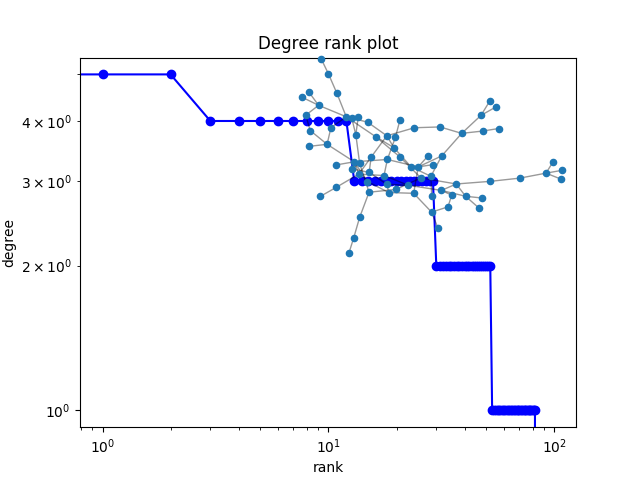 Degree rank plot
degree
4 × 10⁰
3 × 10⁰
2 × 10⁰
10⁰
10⁰
10¹
10²
rank